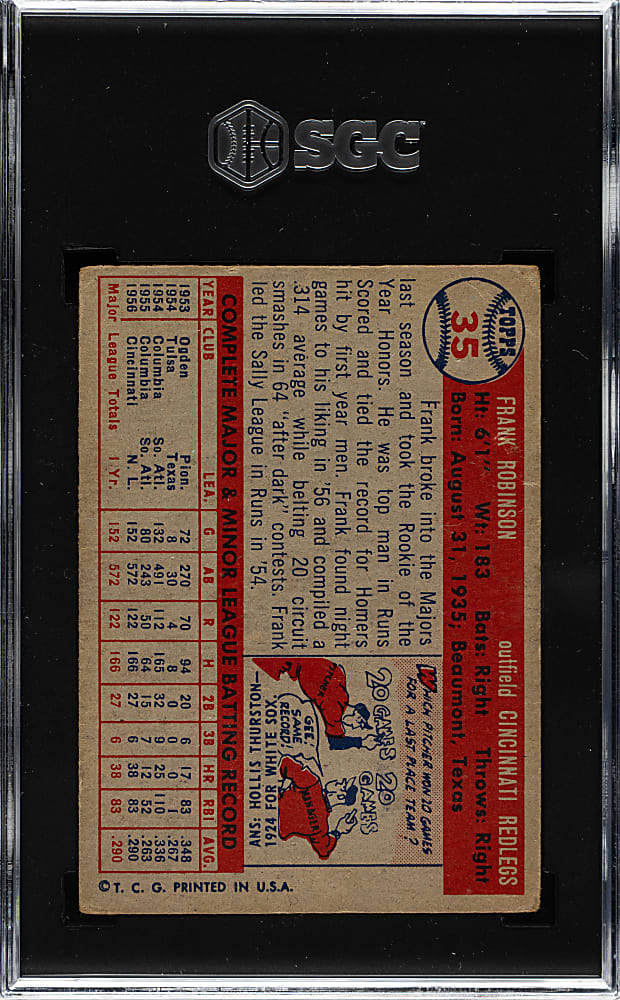 SGC
TOPPS
35
FRANK ROBINSON outfield CINCINNATI REDLEGS
Ht: 6'1" Wt: 183 Bats: Right Throws: Right
Born: August 31, 1935; Beaumont, Texas
Frank broke into the Majors
last season and took the Rookie of the
Year Honors. He was top man in Runs
Scored and tied the record for Homers
hit by first year men. Frank found night
games to his liking in '56 and compiled a
.314 average while belting 20 circuit
smashes in 64 "after dark" contests. Frank
led the Sally League in Runs in '54.
WHICH PITCHER WON 20 GAMES
FOR A LAST PLACE TEAM?
20 GAMES 20 GAMES
PITCHER
MANAGER
GEE,
SAME
RECORD!
ANS: HOLLIS THURSTON—
1924 FOR WHITE SOX
COMPLETE MAJOR & MINOR LEAGUE BATTING RECORD
YEAR CLUB LEA. G AB R H 2B 3B HR RBI AVG.
1953 Ogden Pion. 72 270 70 94 20 6 17 83 .348
1954 Tulsa Texas 8 30 4 8 0 0 0 1 .267
1954 Columbia So. Atl. 132 491 112 165 32 9 25 110 .336
1955 Columbia So. Atl. 80 243 50 64 15 7 12 52 .263
1956 Cincinnati N. L. 152 572 122 166 27 6 38 83 .290
Major League Totals 1 Yr. 152 572 122 166 27 6 38 83 .290
© T. C. G. PRINTED IN U.S.A.